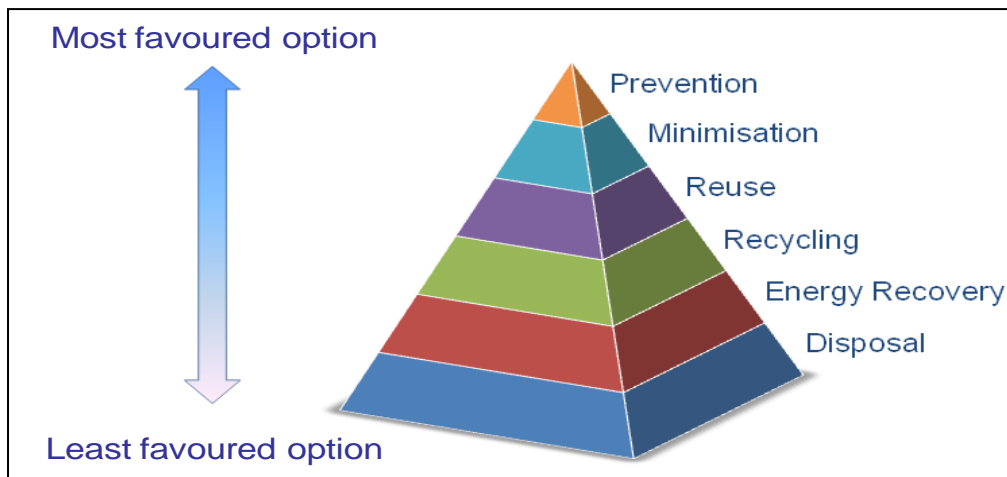 Most favoured option
Prevention
Minimisation
Reuse
Recycling
Energy Recovery
Disposal
Least favoured option